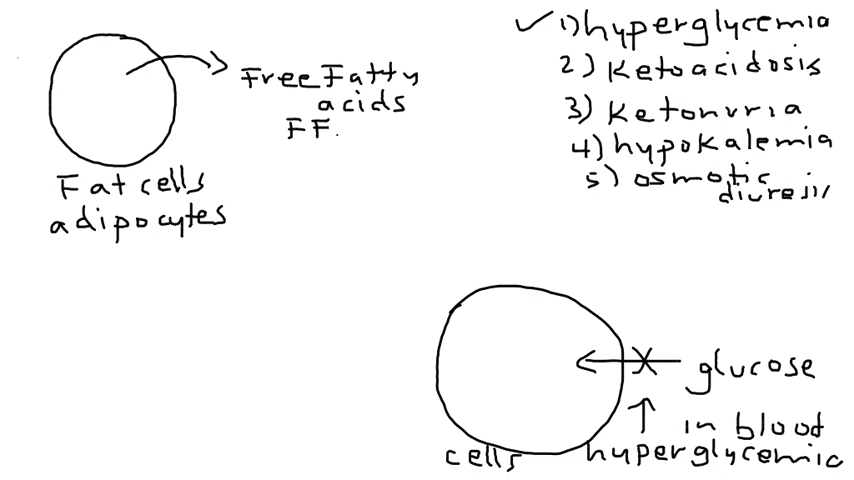 ✓ 1) hyperglycemia
2) Ketoacidosis
3) Ketonuria
4) hypokalemia
5) osmotic
diuresis
Free Fatty
acids
FF.
Fat cells
adipocytes
glucose
↑ in blood
hyperglycemic
cells